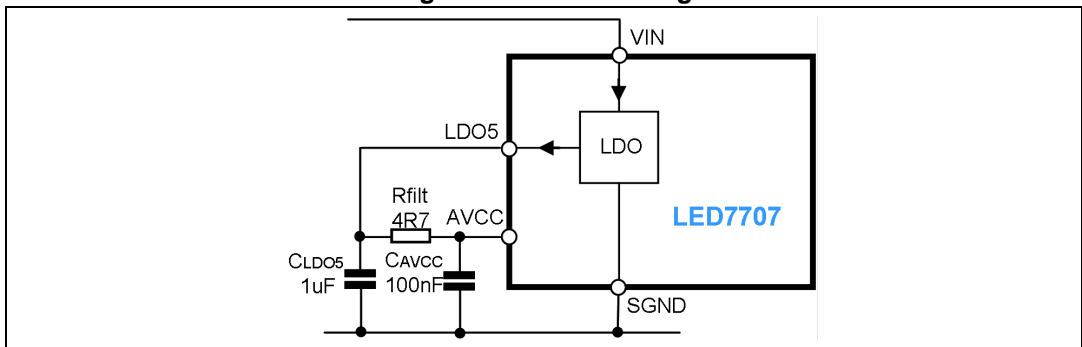 VIN
LDO5
LDO
Rfilt
4R7
AVCC
LED7707
CLDO5
1uF
CAVCC
100nF
SGND